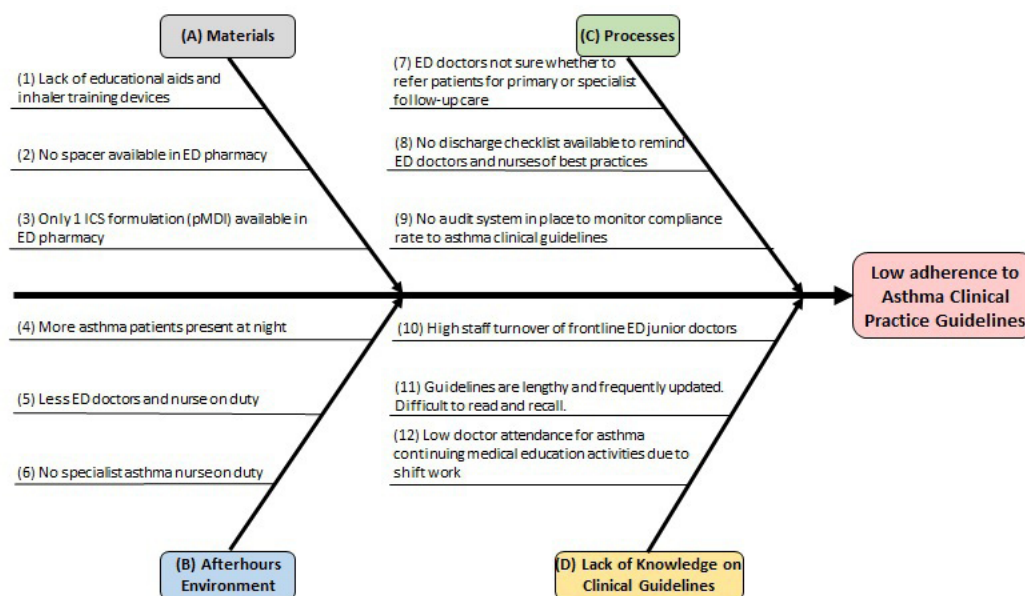 (A) Materials
(1) Lack of educational aids and
inhaler training devices
(2) No spacer available in ED pharmacy
(3) Only 1 ICS formulation (pMDI) available in
ED pharmacy
(C) Processes
(7) ED doctors not sure whether to
refer patients for primary or specialist
follow-up care
(8) No discharge checklist available to remind
ED doctors and nurses of best practices
(9) No audit system in place to monitor compliance
rate to asthma clinical guidelines
Low adherence to
Asthma Clinical
Practice Guidelines
(4) More asthma patients present at night
(5) Less ED doctors and nurse on duty
(6) No specialist asthma nurse on duty
(B) Afterhours
Environment
(10) High staff turnover of frontline ED junior doctors
(11) Guidelines are lengthy and frequently updated.
Difficult to read and recall.
(12) Low doctor attendance for asthma
continuing medical education activities due to
shift work
(D) Lack of Knowledge on
Clinical Guidelines